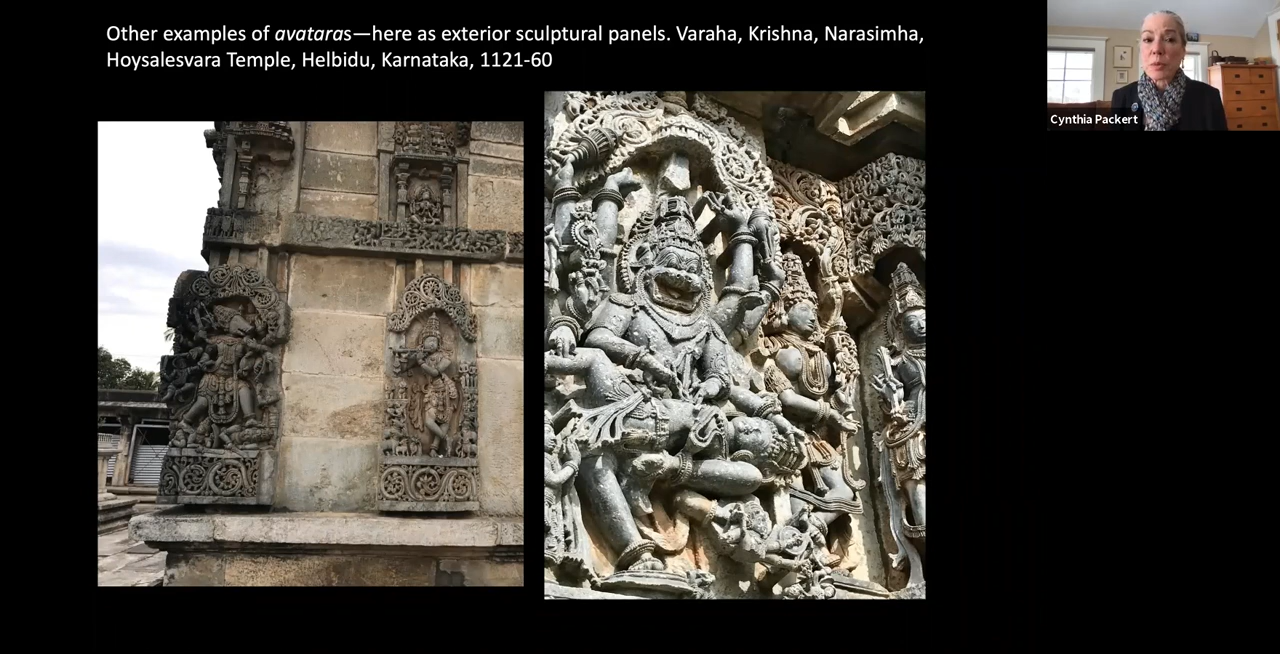 Other examples of avataras—here as exterior sculptural panels. Varaha, Krishna, Narasimha,
Hoysalesvara Temple, Helbidu, Karnataka, 1121-60
Cynthia Packert